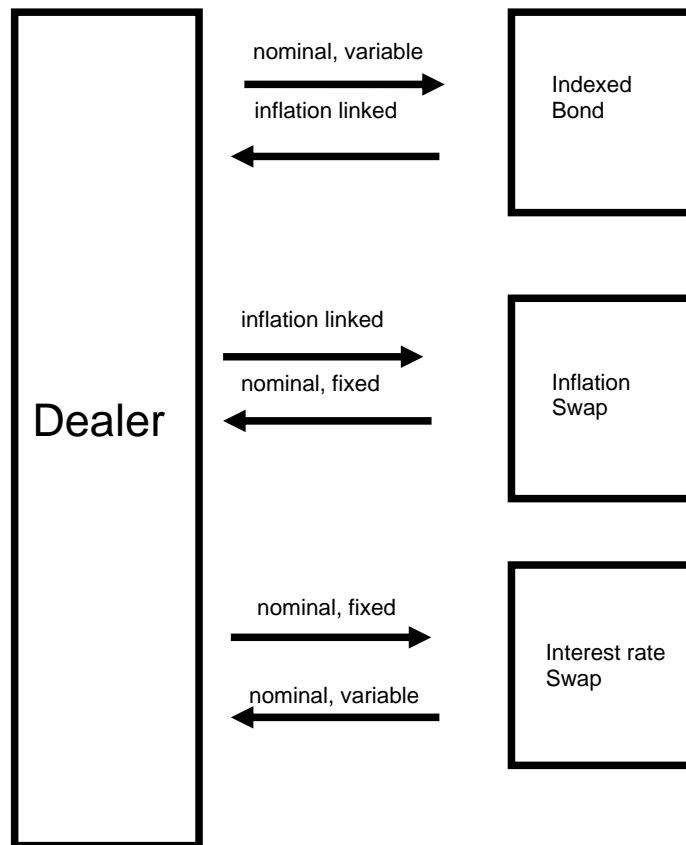 nominal, variable
inflation linked
Indexed
Bond
inflation linked
nominal, fixed
Inflation
Swap
Dealer
nominal, fixed
nominal, variable
Interest rate
Swap